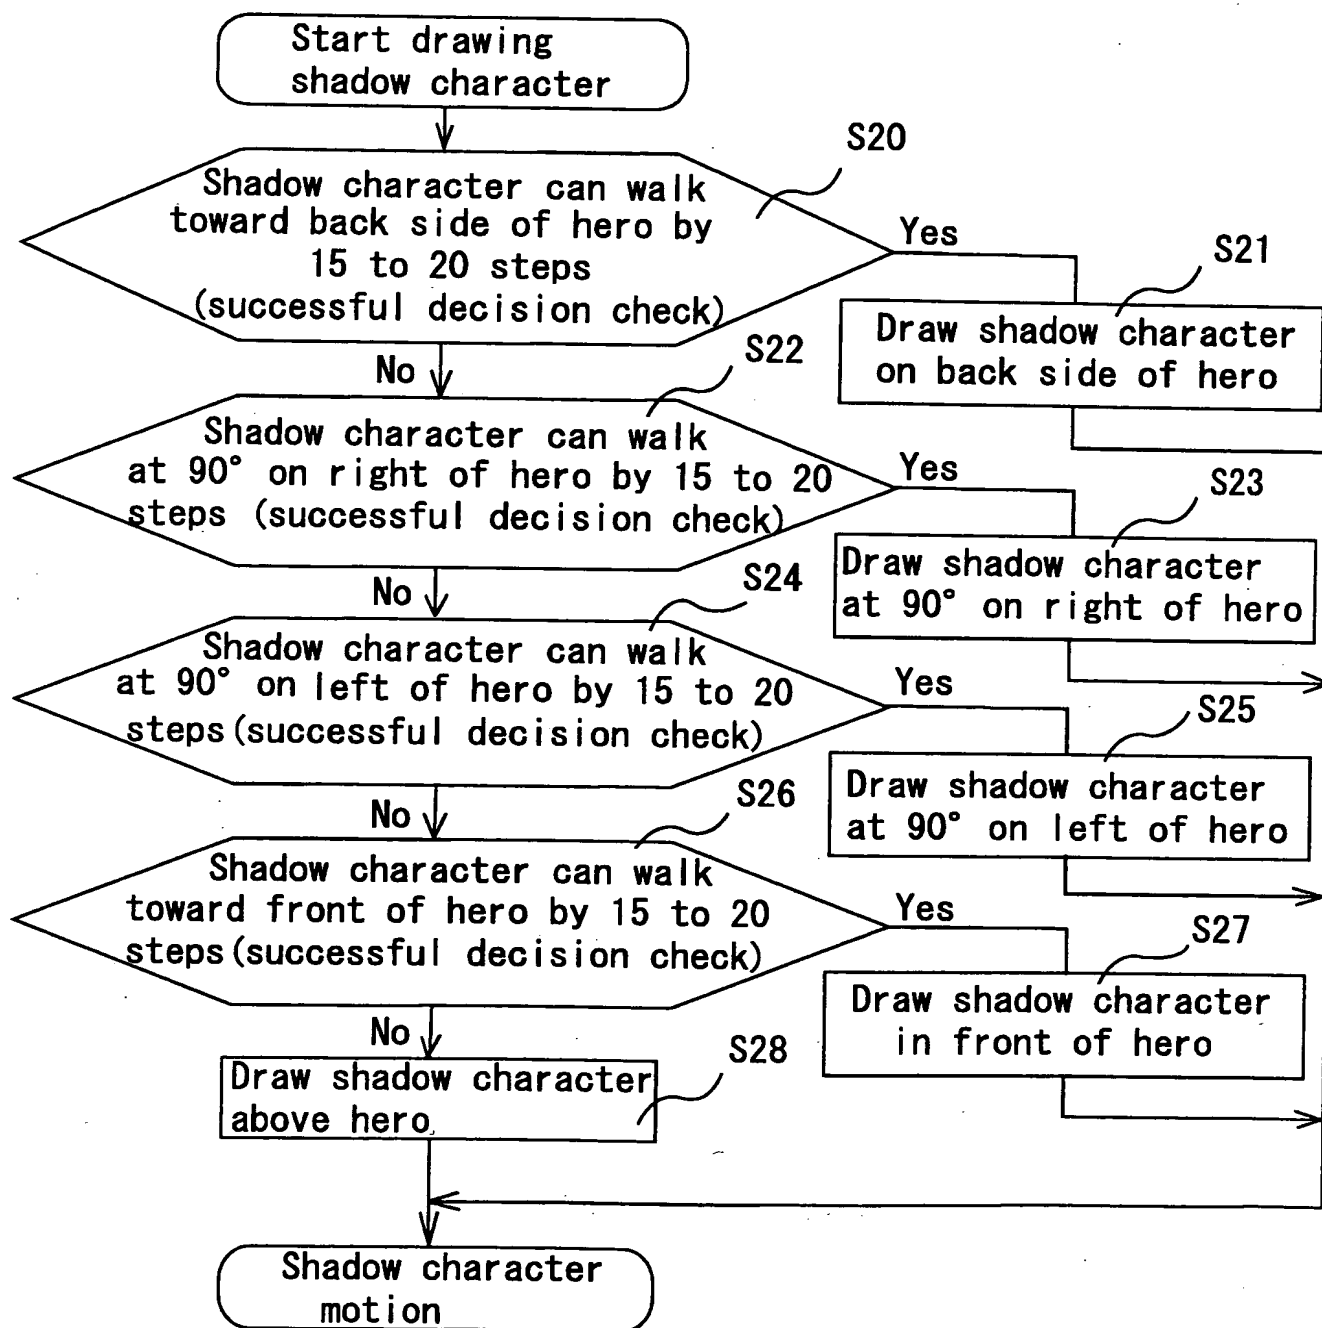 Start drawing
shadow character
S20
Shadow character can walk
toward back side of hero by
15 to 20 steps
(successful decision check)
Yes
S21
Draw shadow character
on back side of hero
No
S22
Shadow character can walk
at 90° on right of hero by 15 to 20
steps (successful decision check)
Yes
S23
Draw shadow character
at 90° on right of hero
No
S24
Shadow character can walk
at 90° on left of hero by 15 to 20
steps(successful decision check)
Yes
S25
Draw shadow character
at 90° on left of hero
No
S26
Shadow character can walk
toward front of hero by 15 to 20
steps(successful decision check)
Yes
S27
Draw shadow character
in front of hero
No
S28
Draw shadow character
above hero
Shadow character
motion